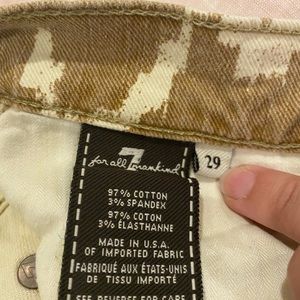 7
for all mankind
29
97% COTTON
3% SPANDEX
97% COTON
3% ÉLASTHANNE
MADE IN U.S.A.
OF IMPORTED FABRIC
FABRIQUÉ AUX ÉTATS-UNIS
DE TISSU IMPORTÉ
SEE REVERSE FOR CARE